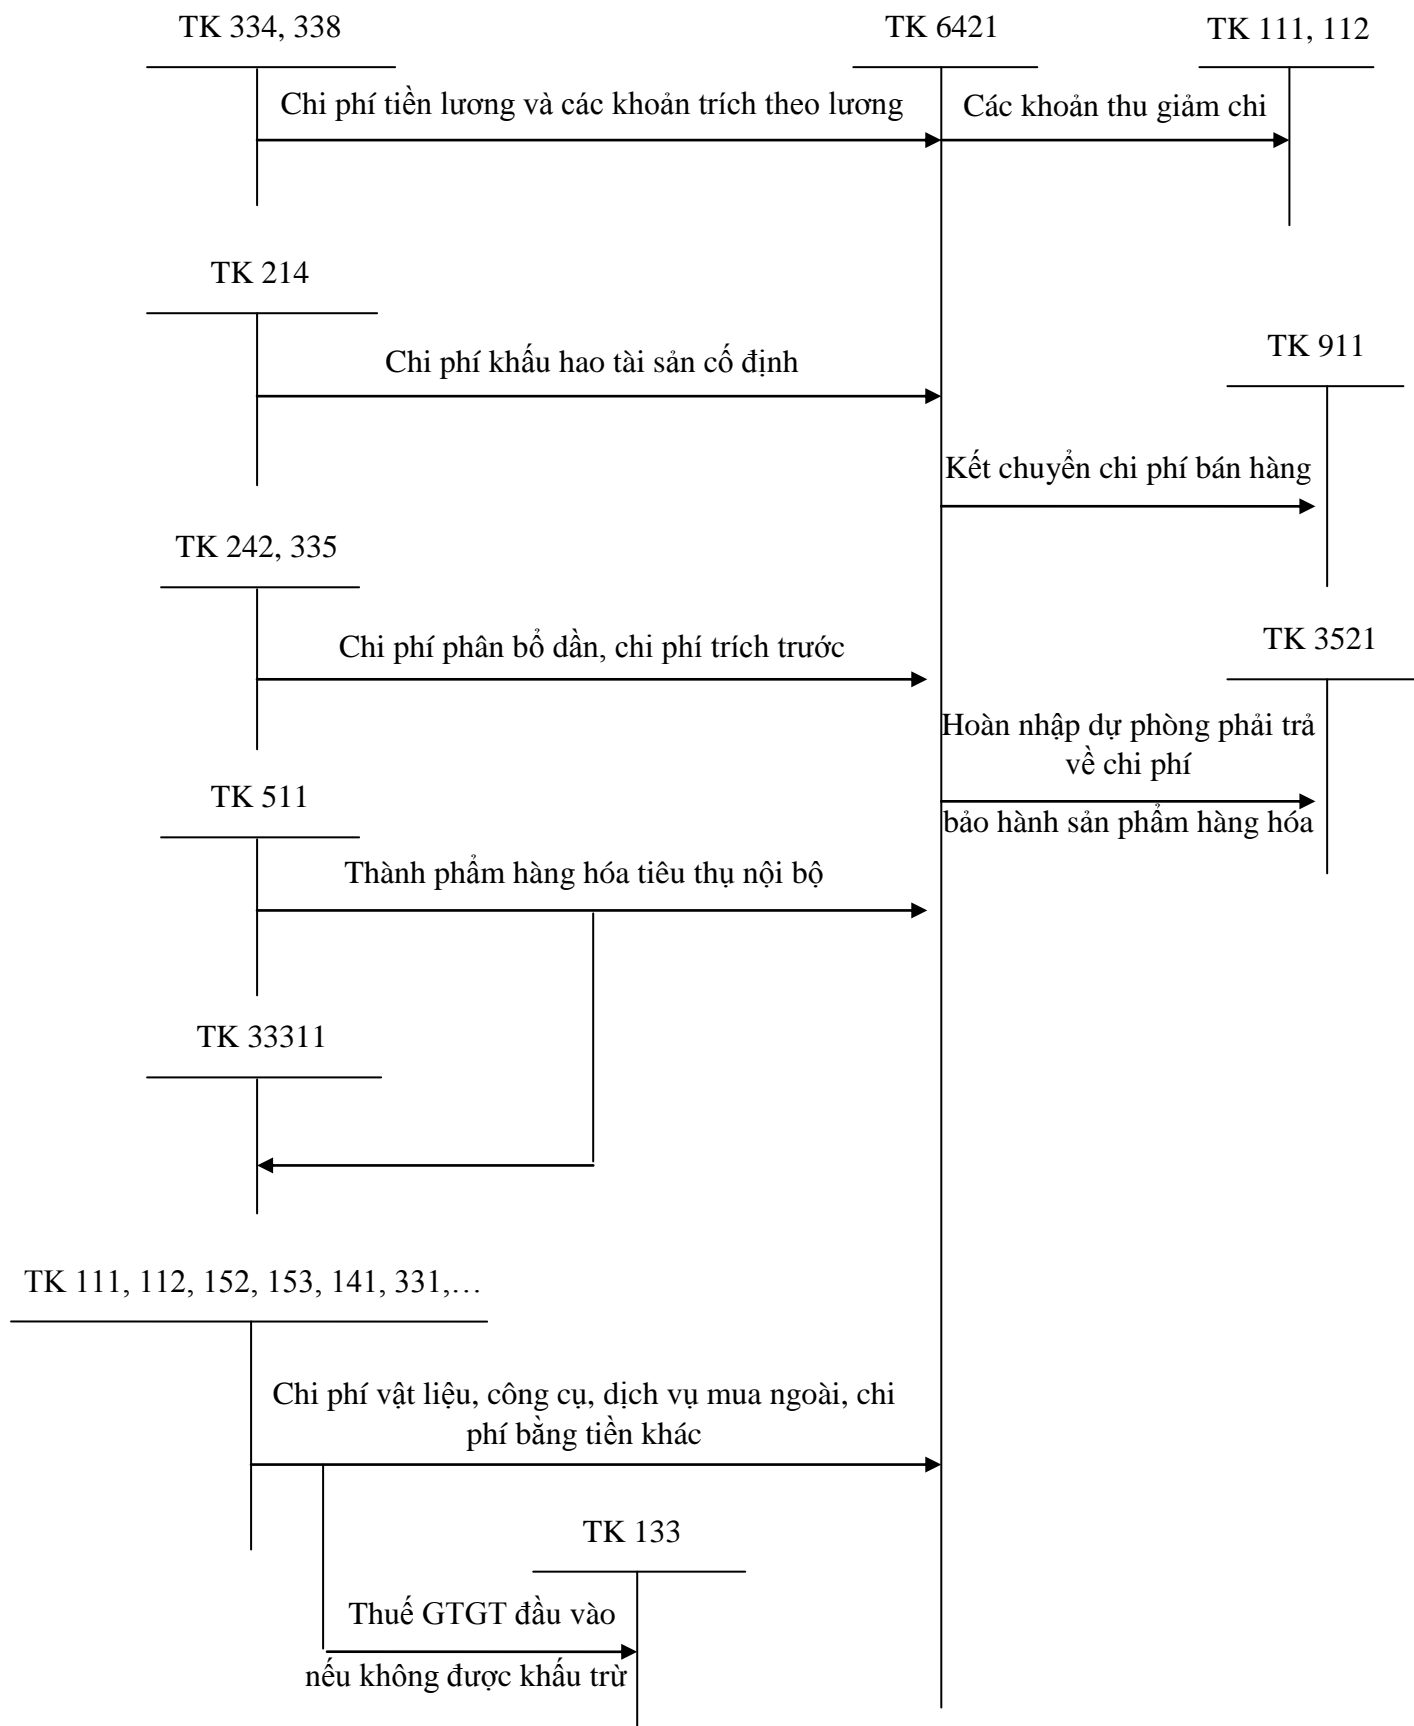 TK 334, 338
TK 6421
TK 111, 112
Chi phí tiền lương và các khoản trích theo lương
Các khoản thu giảm chi
TK 214
TK 911
Chi phí khấu hao tài sản cố định
Kết chuyển chi phí bán hàng
TK 242, 335
TK 3521
Chi phí phân bổ dần, chi phí trích trước
Hoàn nhập dự phòng phải trả
về chi phí
bảo hành sản phẩm hàng hóa
TK 511
Thành phẩm hàng hóa tiêu thụ nội bộ
TK 33311
TK 111, 112, 152, 153, 141, 331,…
Chi phí vật liệu, công cụ, dịch vụ mua ngoài, chi
phí bằng tiền khác
TK 133
Thuế GTGT đầu vào
nếu không được khấu trừ